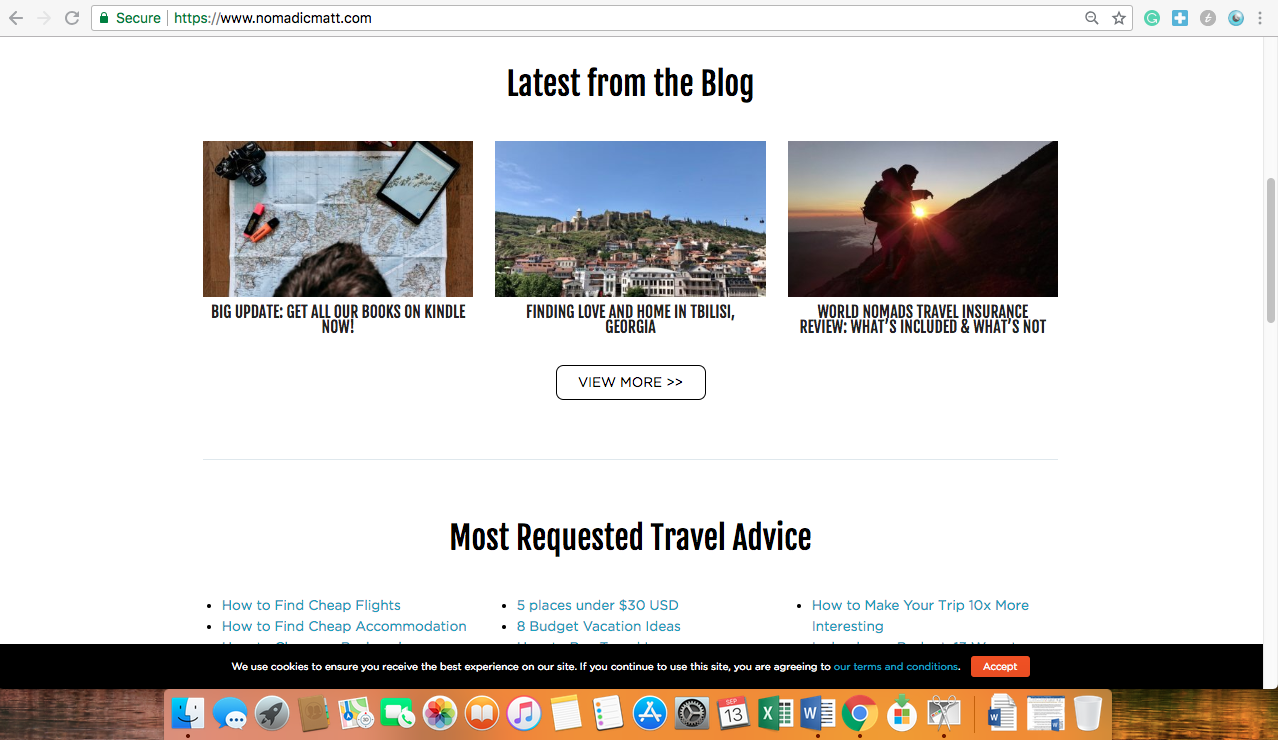 Secure
https://www.nomadicmatt.com
Latest from the Blog
BIG UPDATE: GET ALL OUR BOOKS ON KINDLE
NOW!
FINDING LOVE AND HOME IN TBILISI,
GEORGIA
WORLD NOMADS TRAVEL INSURANCE
REVIEW: WHAT'S INCLUDED & WHAT'S NOT
VIEW MORE >>
Most Requested Travel Advice
How to Find Cheap Flights
How to Find Cheap Accommodation
5 places under $30 USD
8 Budget Vacation Ideas
How to Make Your Trip 10x More
Interesting
We use cookies to ensure you receive the best experience on our site. If you continue to use this site, you are agreeing to our terms and conditions.
Accept
SEP
13